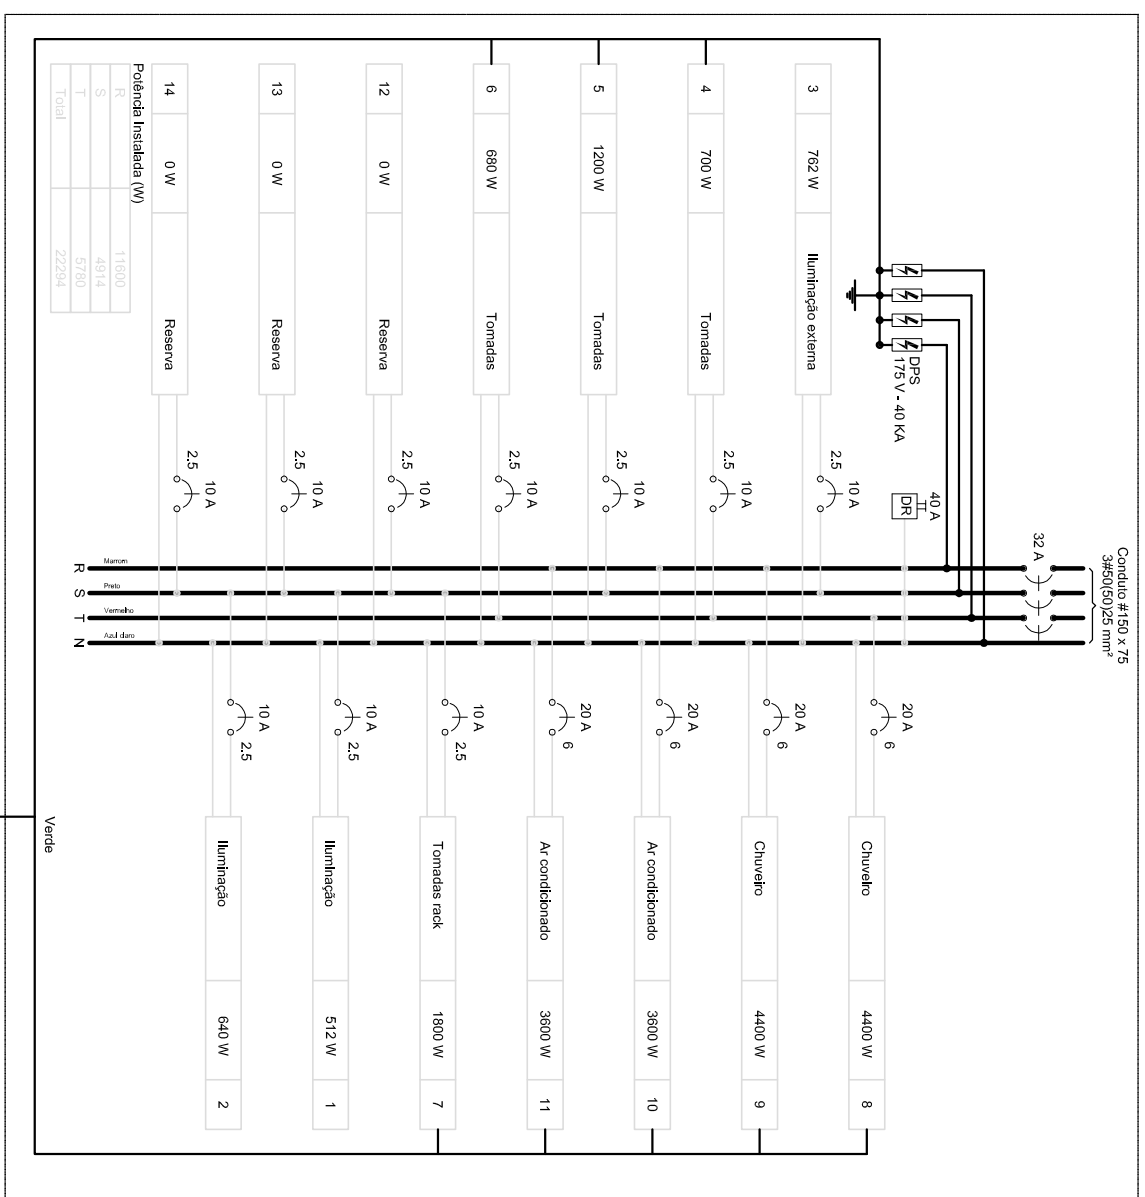 Conduto #150 x 75
3#50(50)25 mm²
32 A
40 A
DR
DPS
175 V - 40 KA
3
762 W
Iluminação externa
2.5
10 A
4
700 W
Tomadas
2.5
10 A
5
1200 W
Tomadas
2.5
10 A
6
680 W
Tomadas
2.5
10 A
12
0 W
Reserva
2.5
10 A
13
0 W
Reserva
2.5
10 A
14
0 W
Reserva
2.5
10 A
Potência Instalada (W)
R 11600
S 4914
T 5780
Total 22294
R
Marrom
S
Preto
T
Vermelho
N
Azul claro
20 A
6
Chuveiro
4400 W
8
20 A
6
Chuveiro
4400 W
9
20 A
6
Ar condicionado
3600 W
10
20 A
6
Ar condicionado
3600 W
11
10 A
2.5
Tomadas rack
1800 W
7
10 A
2.5
Iluminação
512 W
1
10 A
2.5
Iluminação
640 W
2
Verde